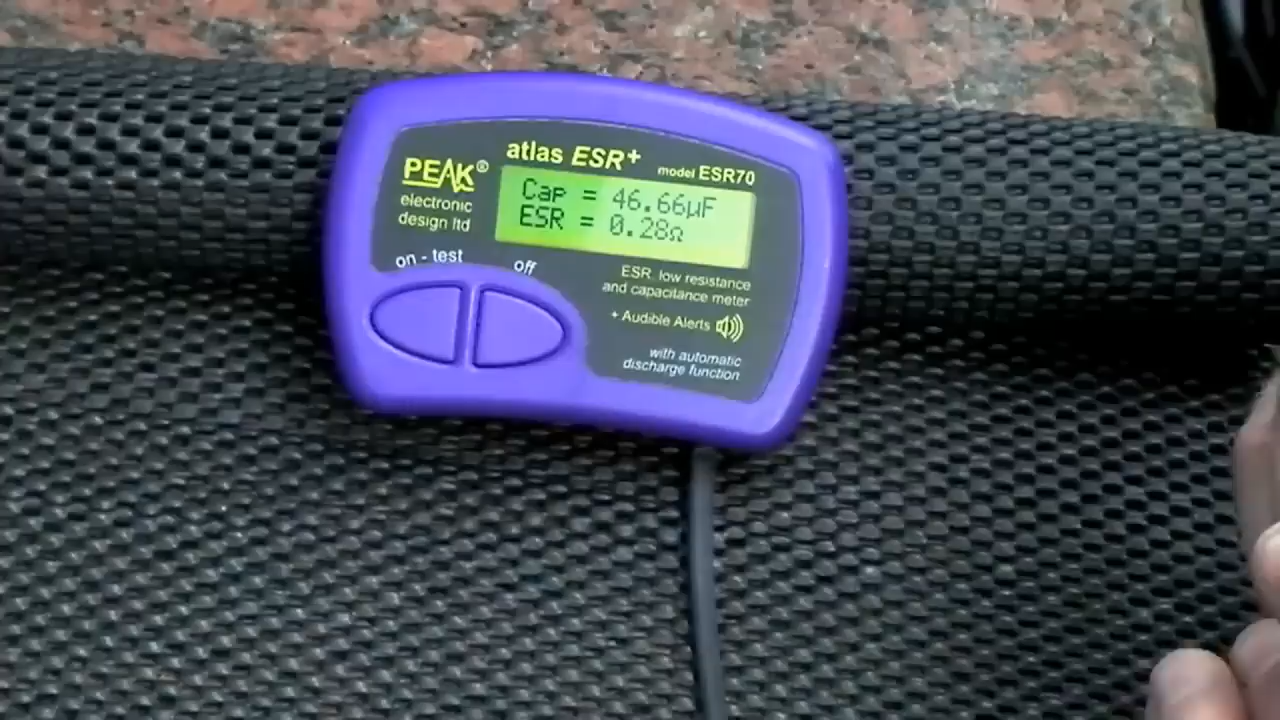 atlas ESR+
model ESR70
PEAK®
electronic
design ltd
Cap = 46.66µF
ESR = 0.28Ω
on - test
off
ESR, low resistance
and capacitance meter
+ Audible Alerts
with automatic
discharge function